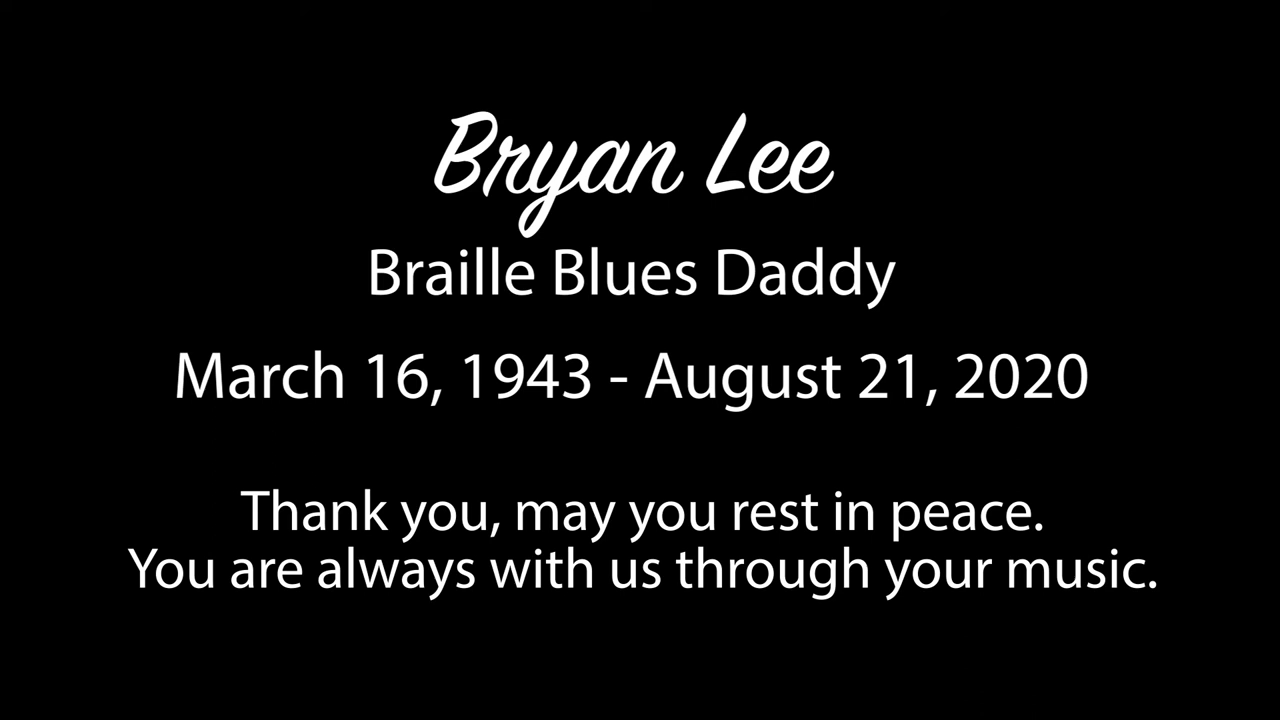 Bryan Lee
Braille Blues Daddy
March 16, 1943 - August 21, 2020
Thank you, may you rest in peace.
You are always with us through your music.